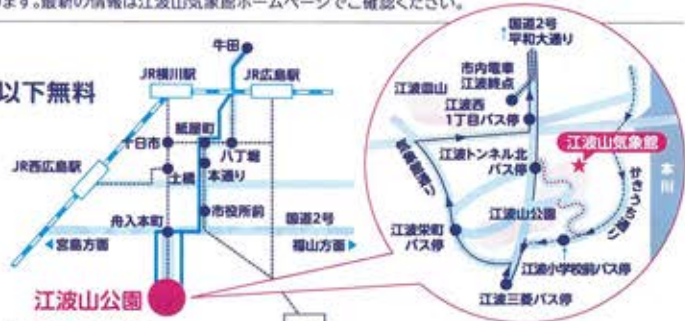 ます。最新の情報は江波山気象館ホームページでご確認ください。
以下無料
牛田
JR横川駅
JR広島駅
紙屋町
十日市
八丁堀
JR西広島駅
土橋
本通り
市役所前
舟入本町
国道2号
宮島方面
福山方面
江波山公園
国道2号
平和大通り
市内電車
江波終点
江波皿山
江波西
1丁目バス停
江波山気象館
江波トンネル北
バス停
かきうち通り
本川
江波山公園
江波栄町
バス停
江波小学校前バス停
江波三菱バス停